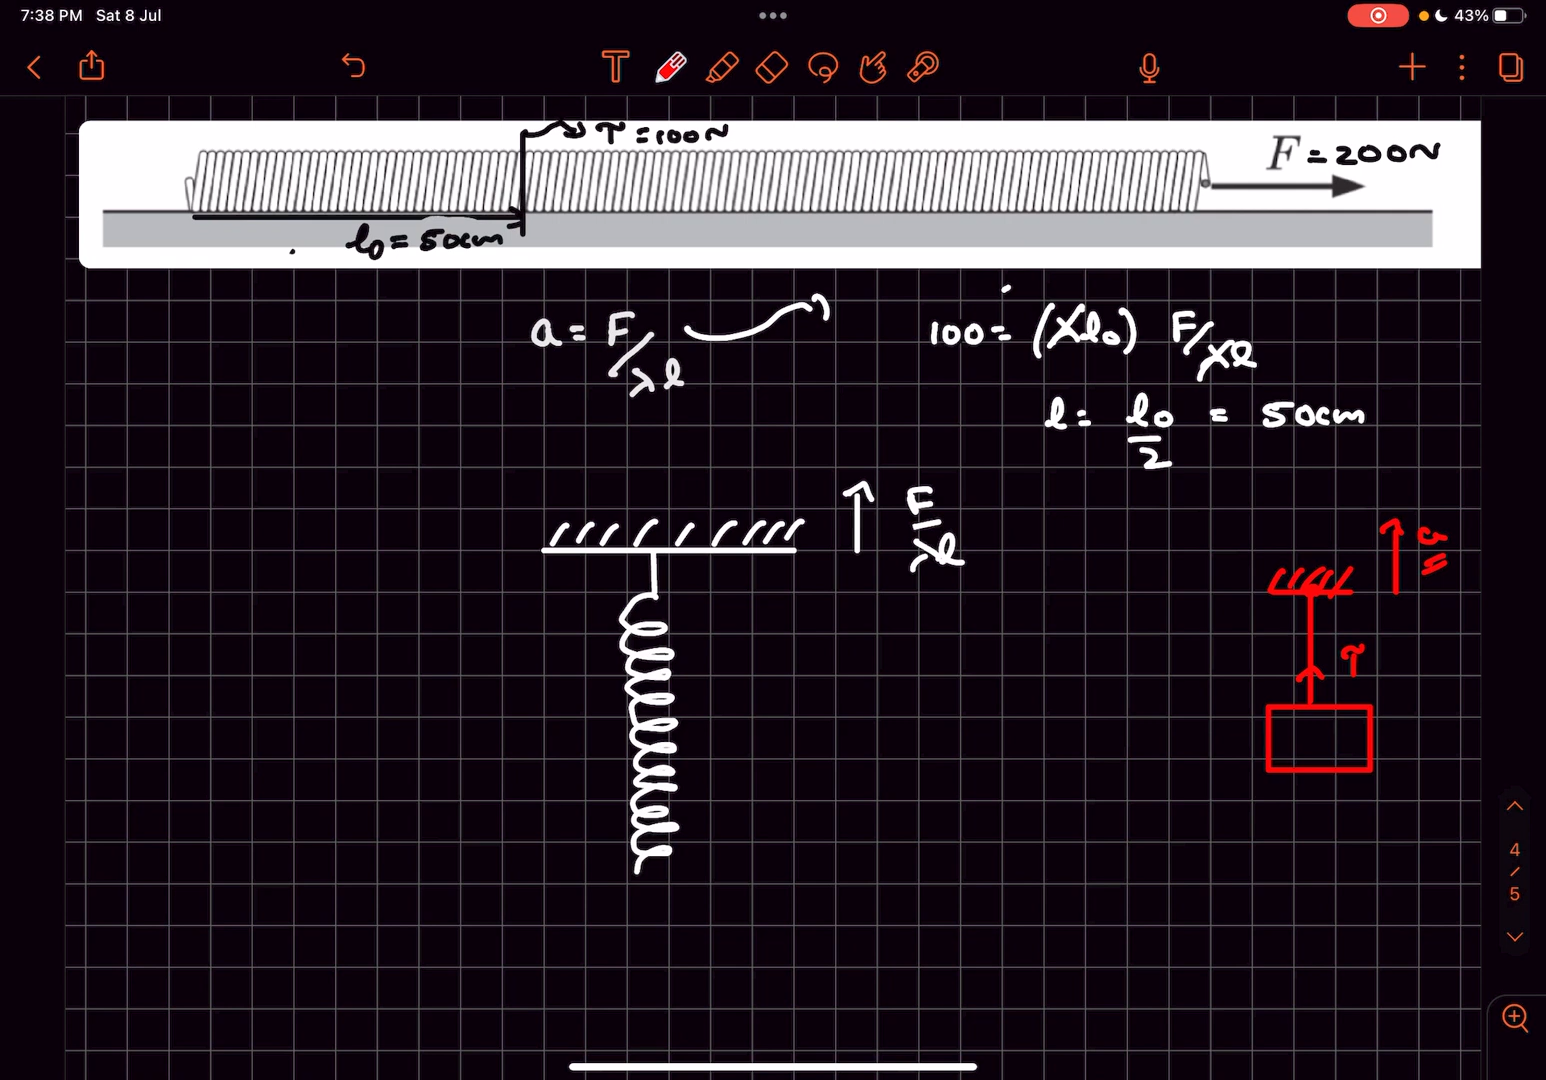 7:38 PM Sat 8 Jul
43%
T
T = 100N
F = 200N
l₀ = 50cm
a = F/λl
100 = (λl₀) F/λl
l = l₀/2 = 50cm
F/λl
a
T
4/5